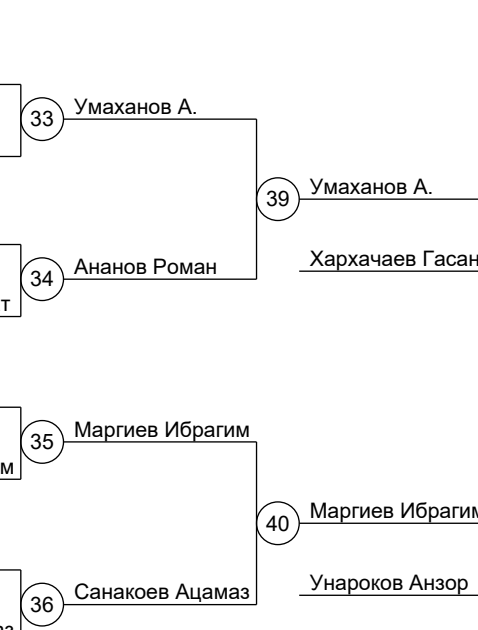 33 Умаханов А.
39 Умаханов А.
Хархачаев Гасан
34 Ананов Роман
т
35 Маргиев Ибрагим
м
40 Маргиев Ибрагим
Унароков Анзор
36 Санакоев Ацамаз